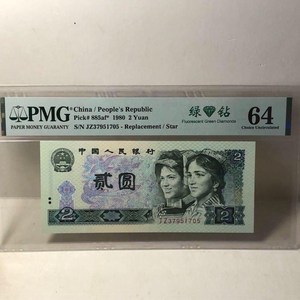 PMG
PAPER MONEY GUARANTY
China / People's Republic
Pick# 885af* 1990 2 Yuan
S/N JZ37951705 - Replacement / Star
绿 钻
Fluorescent Green Diamonds
64
Choice Uncirculated
中国人民银行
2
贰圆
2
JZ37951705